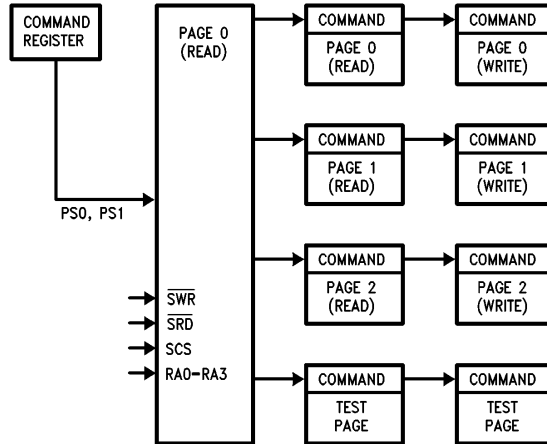 COMMAND
REGISTER
PS0, PS1
PAGE 0
(READ)
SWR
SRD
SCS
RA0-RA3
COMMAND
PAGE 0
(READ)
COMMAND
PAGE 0
(WRITE)
COMMAND
PAGE 1
(READ)
COMMAND
PAGE 1
(WRITE)
COMMAND
PAGE 2
(READ)
COMMAND
PAGE 2
(WRITE)
COMMAND
TEST
PAGE
COMMAND
TEST
PAGE